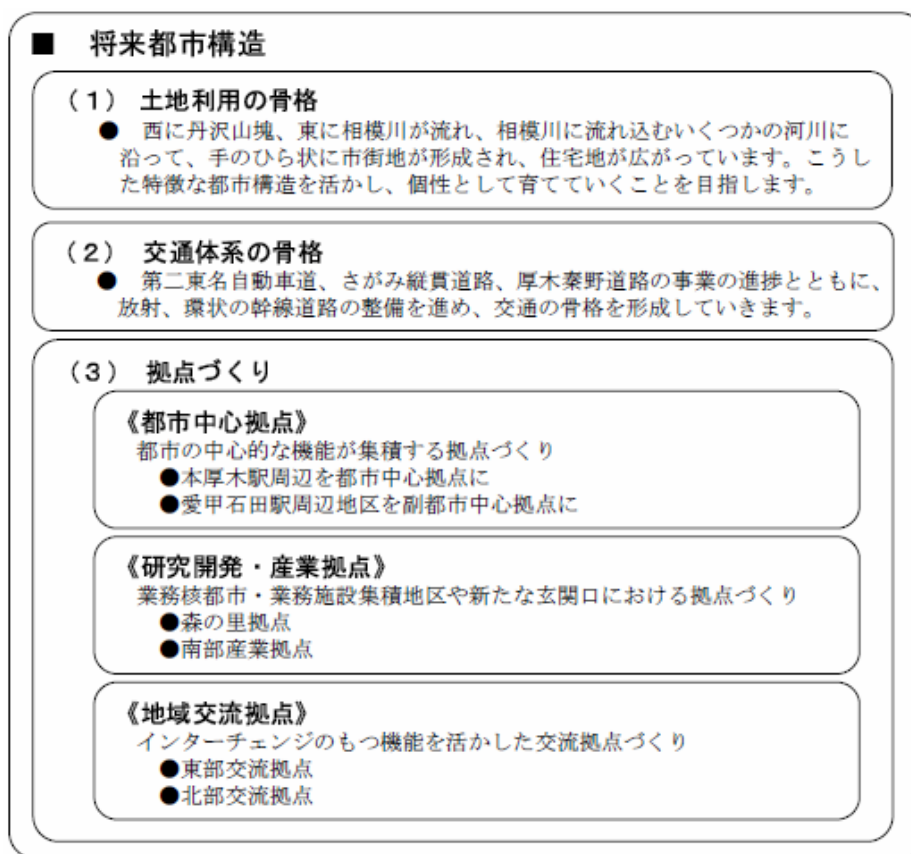 ■ 将来都市構造
(1) 土地利用の骨格
● 西に丹沢山塊、東に相模川が流れ、相模川に流れ込むいくつかの河川に
沿って、手のひら状に市街地が形成され、住宅地が広がっています。こうし
た特徴な都市構造を活かし、個性として育てていくことを目指します。
(2) 交通体系の骨格
● 第二東名自動車道、さがみ縦貫道路、厚木秦野道路の事業の進捗とともに、
放射、環状の幹線道路の整備を進め、交通の骨格を形成していきます。
(3) 拠点づくり
《都市中心拠点》
都市の中心的な機能が集積する拠点づくり
●本厚木駅周辺を都市中心拠点に
●愛甲石田駅周辺地区を副都市中心拠点に
《研究開発・産業拠点》
業務核都市・業務施設集積地区や新たな玄関口における拠点づくり
●森の里拠点
●南部産業拠点
《地域交流拠点》
インターチェンジのもつ機能を活かした交流拠点づくり
●東部交流拠点
●北部交流拠点